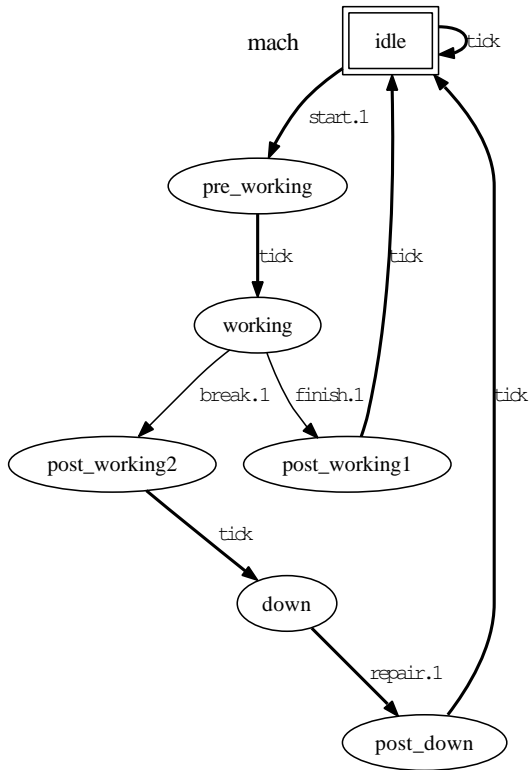 mach
idle
tick
start.1
pre_working
tick
tick
working
break.1
finish.1
tick
post_working2
post_working1
tick
down
repair.1
post_down